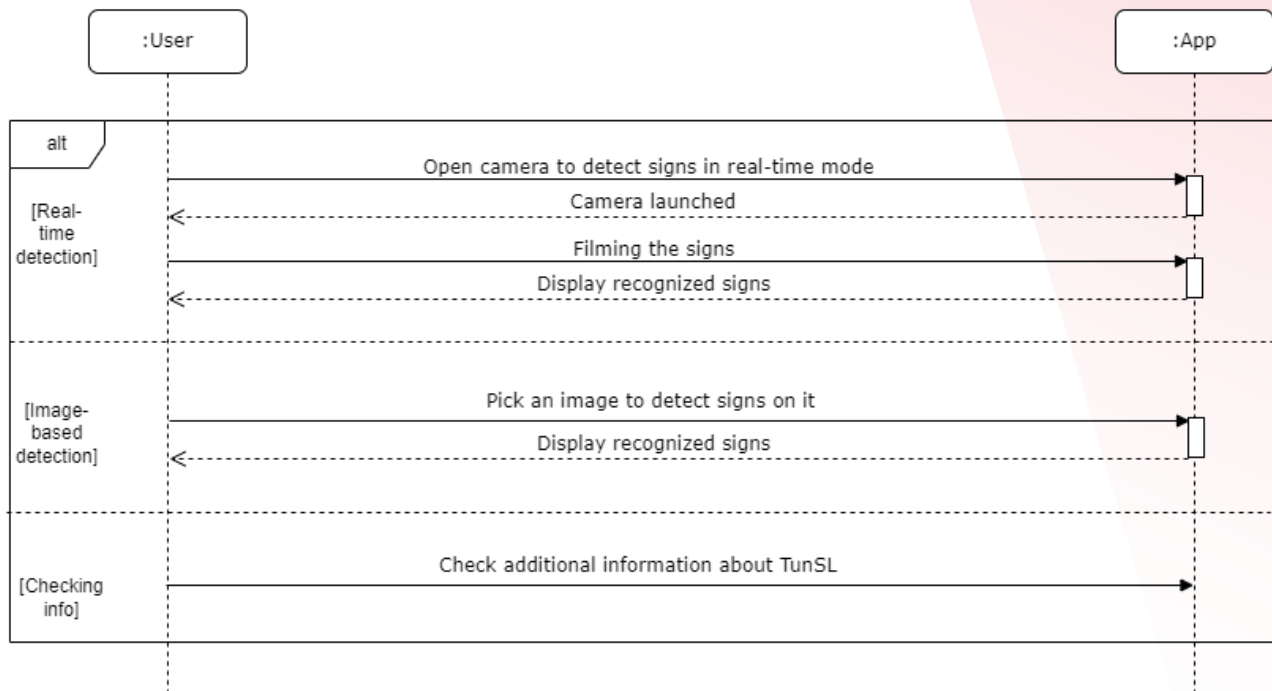 :User
:App
alt
Open camera to detect signs in real-time mode
Camera launched
[Real-
time
detection]
Filming the signs
Display recognized signs
Pick an image to detect signs on it
[Image-
based
detection]
Display recognized signs
Check additional information about TunSL
[Checking
info]